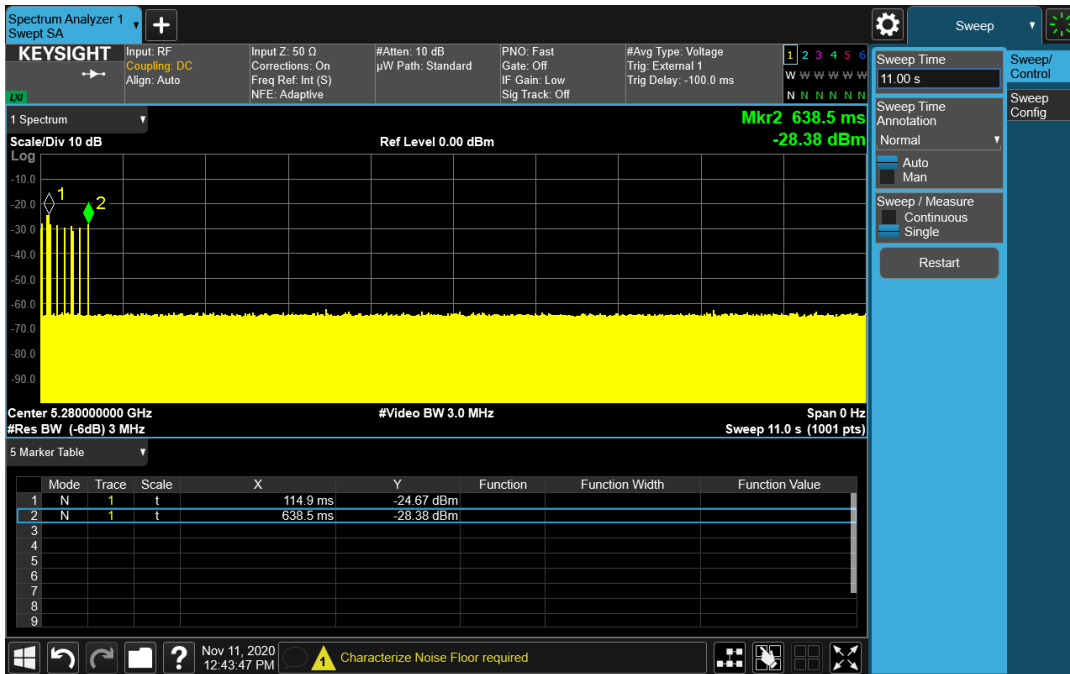 Spectrum Analyzer 1
Swept SA
Sweep
KEYSIGHT
LXI
Input: RF
Coupling: DC
Align: Auto
Input Z: 50 Ω
Corrections: On
Freq Ref: Int (S)
NFE: Adaptive
#Atten: 10 dB
µW Path: Standard
PNO: Fast
Gate: Off
IF Gain: Low
Sig Track: Off
#Avg Type: Voltage
Trig: External 1
Trig Delay: -100.0 ms
1 2 3 4 5 6
W W W W W W
N N N N N N
Sweep Time
11.00 s
Sweep Time
Annotation
Normal
Auto
Man
Sweep / Measure
Continuous
Single
Restart
Sweep/
Control
Sweep
Config
1 Spectrum
Scale/Div 10 dB
Ref Level 0.00 dBm
Mkr2 638.5 ms
-28.38 dBm
Log
-10.0
-20.0
-30.0
-40.0
-50.0
-60.0
-70.0
-80.0
-90.0
1
2
Center 5.280000000 GHz
#Video BW 3.0 MHz
Span 0 Hz
#Res BW (-6dB) 3 MHz
Sweep 11.0 s (1001 pts)
5 Marker Table
Mode Trace Scale X Y Function Function Width Function Value
1 N 1 t 114.9 ms -24.67 dBm
2 N 1 t 638.5 ms -28.38 dBm
3
4
5
6
7
8
9
?
Nov 11, 2020
12:43:47 PM
1
Characterize Noise Floor required